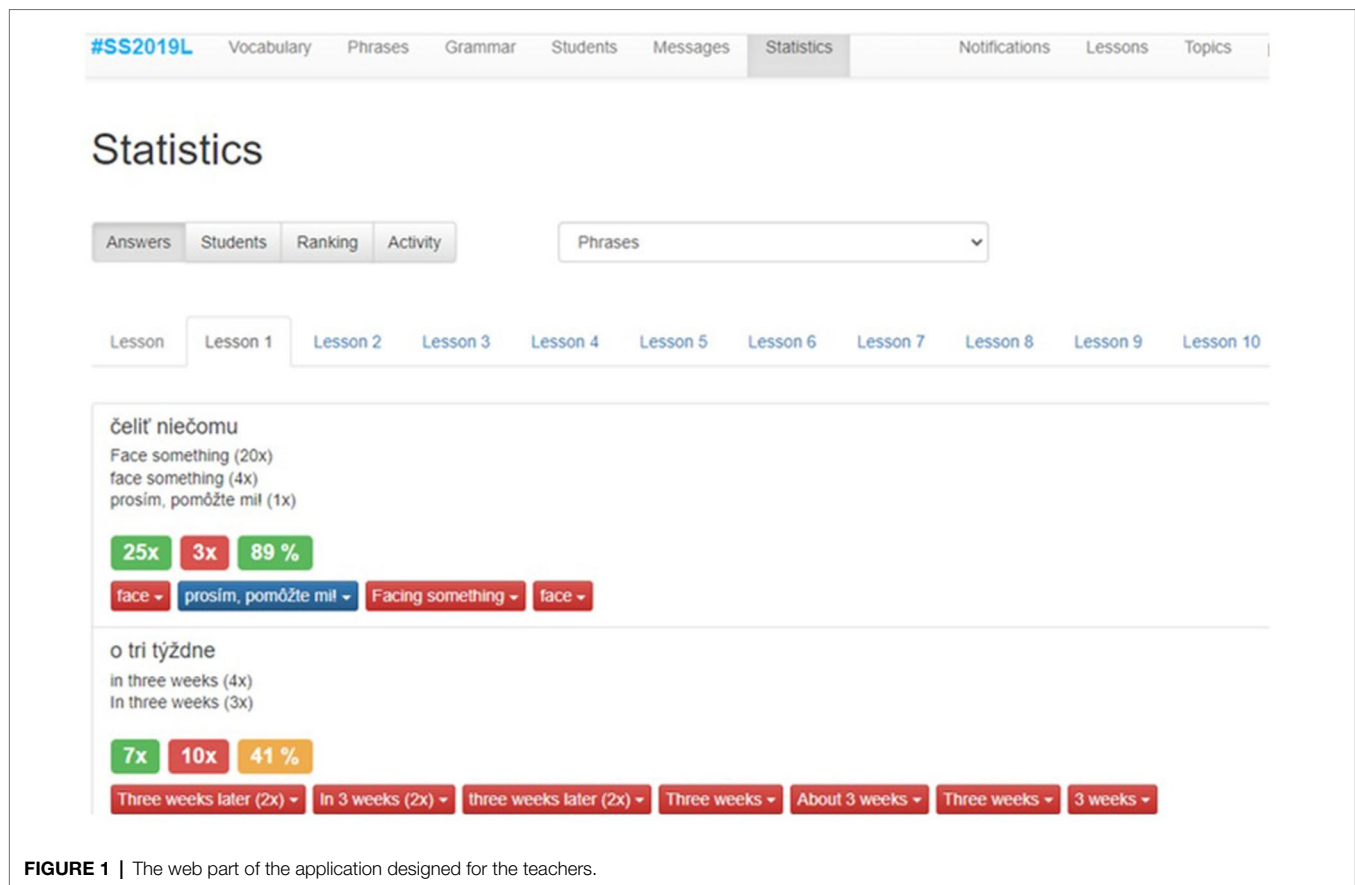 #SS2019L Vocabulary Phrases Grammar Students Messages Statistics Notifications Lessons Topics
Statistics
Answers Students Ranking Activity Phrases
Lesson Lesson 1 Lesson 2 Lesson 3 Lesson 4 Lesson 5 Lesson 6 Lesson 7 Lesson 8 Lesson 9 Lesson 10
čeliť niečomu
Face something (20x)
face something (4x)
prosím, pomôžte mi! (1x)
25x 3x 89 %
face prosím, pomôžte mi! Facing something face
o tri týždne
in three weeks (4x)
In three weeks (3x)
7x 10x 41 %
Three weeks later (2x) In 3 weeks (2x) three weeks later (2x) Three weeks About 3 weeks Three weeks 3 weeks
FIGURE 1 | The web part of the application designed for the teachers.